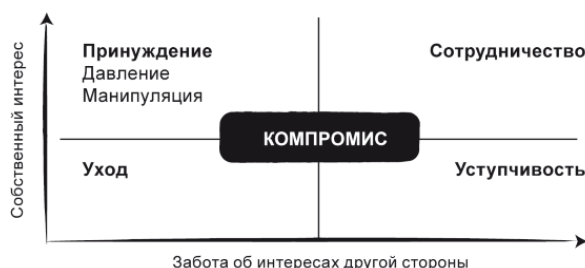 Собственный интерес
Принуждение
Давление
Манипуляция
Сотрудничество
КОМПРОМИС
Уход
Уступчивость
Забота об интересах другой стороны